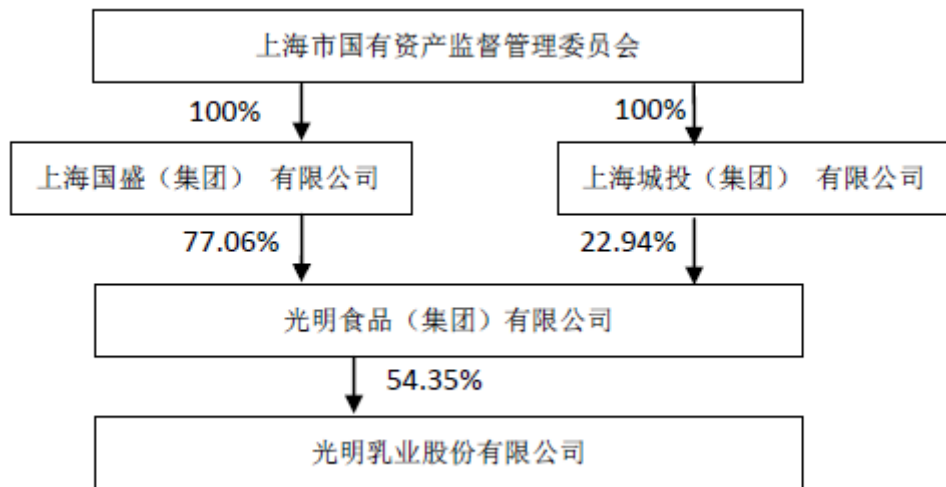 上海市国有资产监督管理委员会
100%
100%
上海国盛（集团） 有限公司
上海城投（集团） 有限公司
77.06%
22.94%
光明食品（集团）有限公司
54.35%
光明乳业股份有限公司